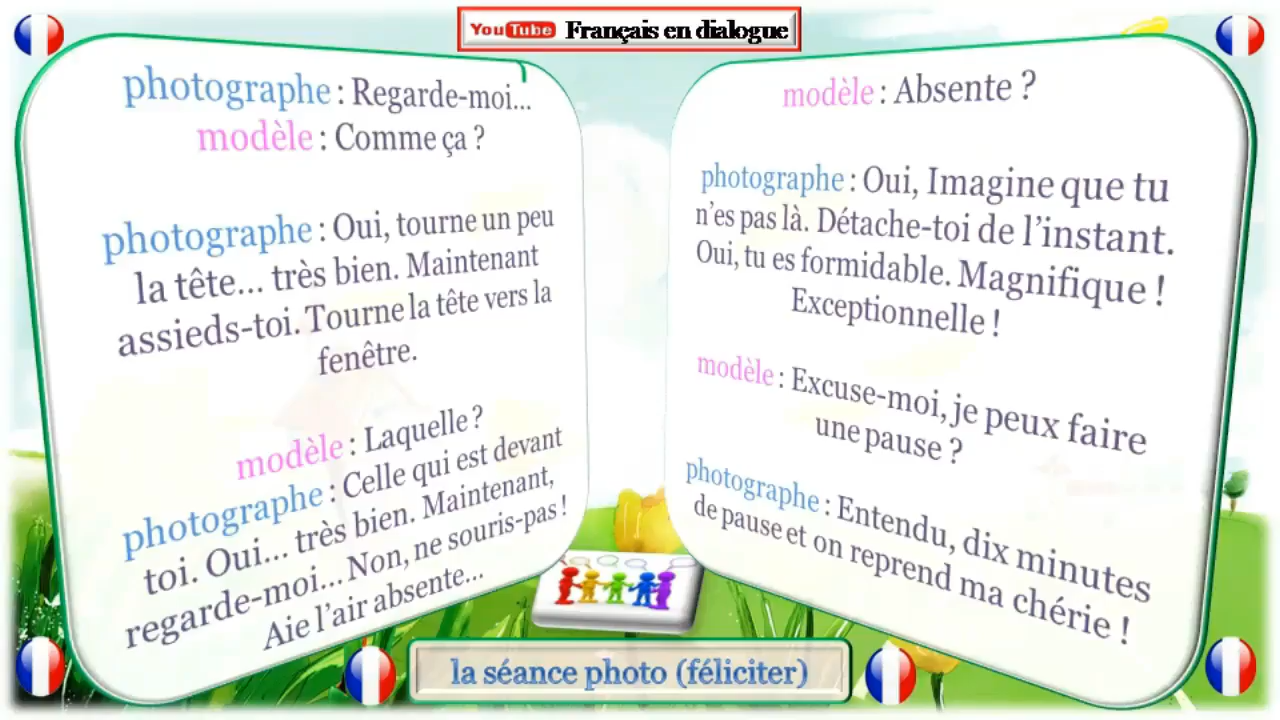 YouTube Français en dialogue
photographe : Regarde-moi...
modèle : Comme ça ?
photographe : Oui, tourne un peu
la tête... très bien. Maintenant
assieds-toi. Tourne la tête vers la
fenêtre.
modèle : Laquelle ?
photographe : Celle qui est devant
toi. Oui... très bien. Maintenant,
regarde-moi... Non, ne souris-pas !
Aie l'air absente...
modèle : Absente ?
photographe : Oui, Imagine que tu
n'es pas là. Détache-toi de l'instant.
Oui, tu es formidable. Magnifique !
Exceptionnelle !
modèle : Excuse-moi, je peux faire
une pause ?
photographe : Entendu, dix minutes
de pause et on reprend ma chérie !
la séance photo (féliciter)